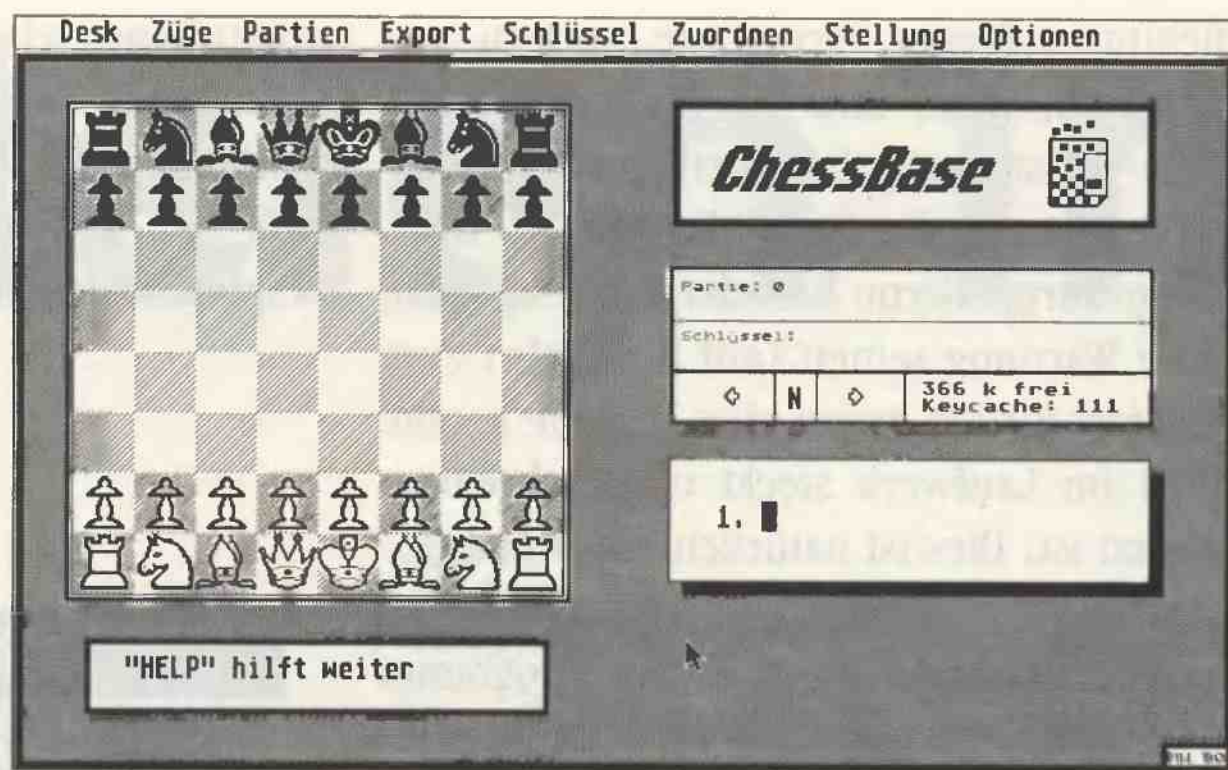 Desk Züge Partien Export Schlüssel Zuordnen Stellung Optionen
ChessBase
Partie: 0
Schlüssel:
N
366 k frei
Keycache: 111
1.
"HELP" hilft weiter